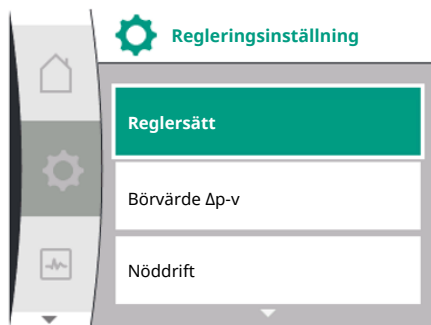 Regleringsinställning
Reglersätt
Börvärde Δp-v
Nöddrift